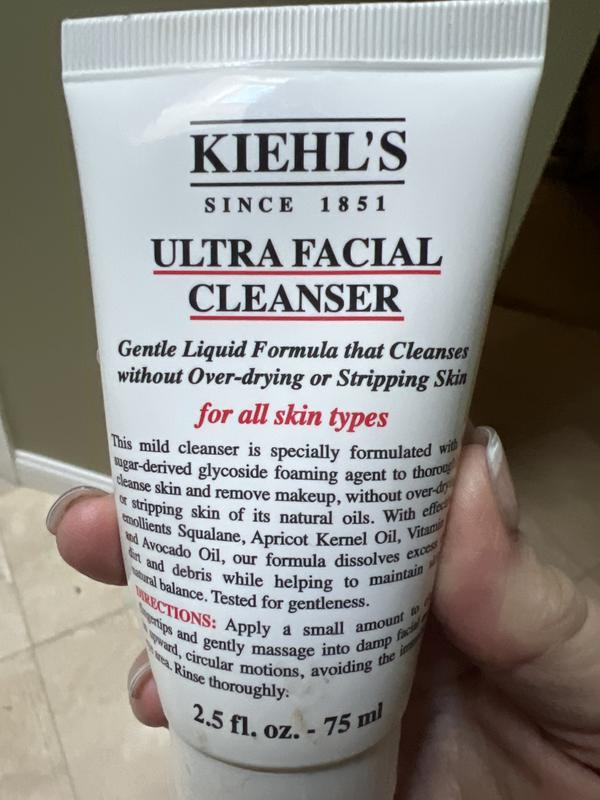 KIEHL'S
SINCE 1851
ULTRA FACIAL
CLEANSER
Gentle Liquid Formula that Cleanses
without Over-drying or Stripping Skin
for all skin types
This mild cleanser is specially formulated with
sugar-derived glycoside foaming agent to
cleanse skin and remove makeup, without
or stripping skin of its natural oils. With
emollients Squalane, Apricot Kernel Oil, Vitamin
and Avocado Oil, our formula dissolves excess
dirt and debris while helping to maintain
natural balance. Tested for gentleness.
DIRECTIONS: Apply a small amount to
fingertips and gently massage into damp
upward, circular motions, avoiding the
area. Rinse thoroughly.
2.5 fl. oz. - 75 ml